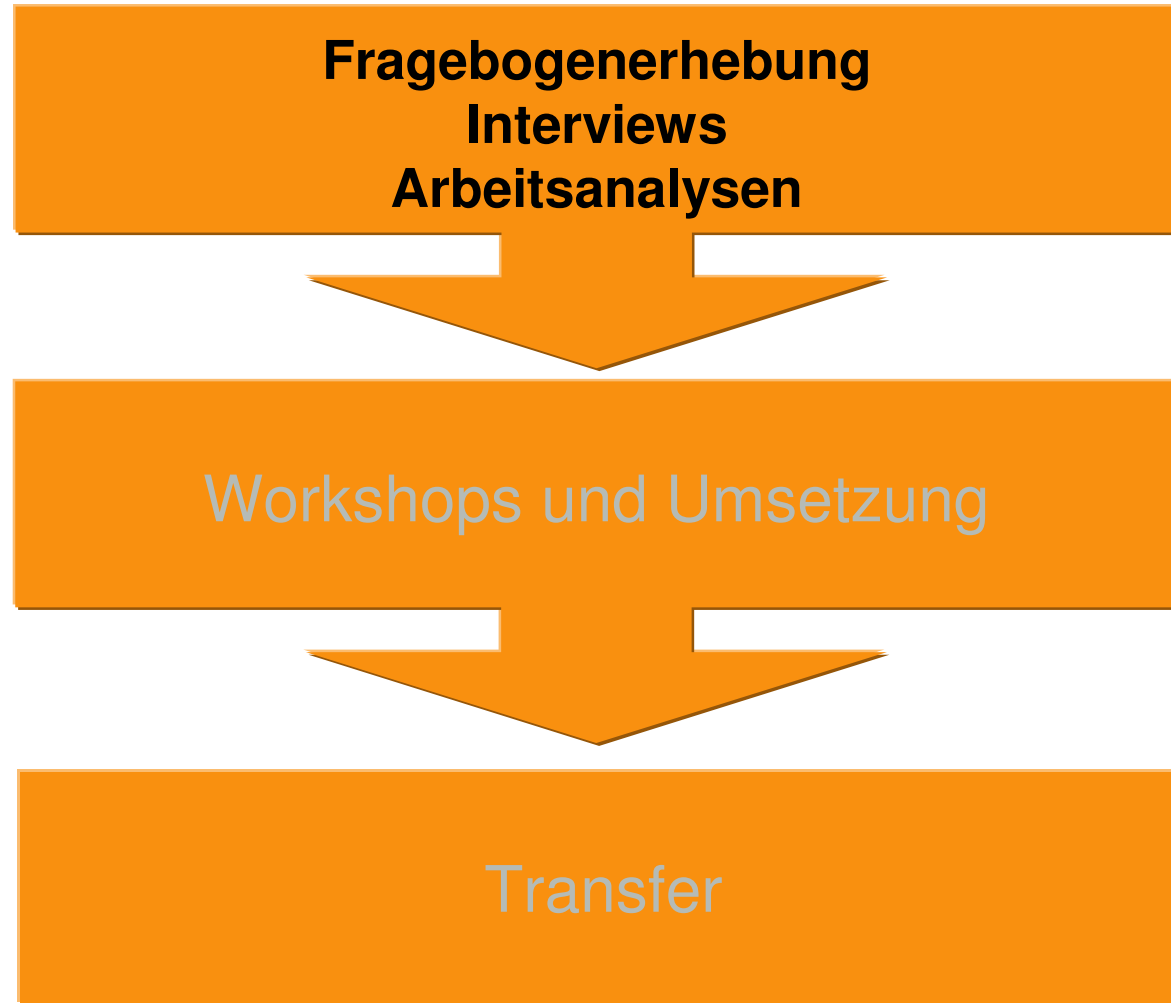 Fragebogenerhebung
Interviews
Arbeitsanalysen
Workshops und Umsetzung
Transfer